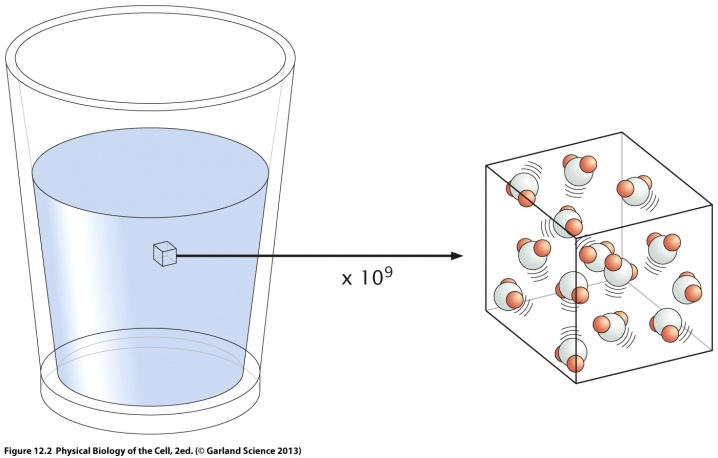 x 10⁹
Figure 12.2 Physical Biology of the Cell, 2ed. (© Garland Science 2013)